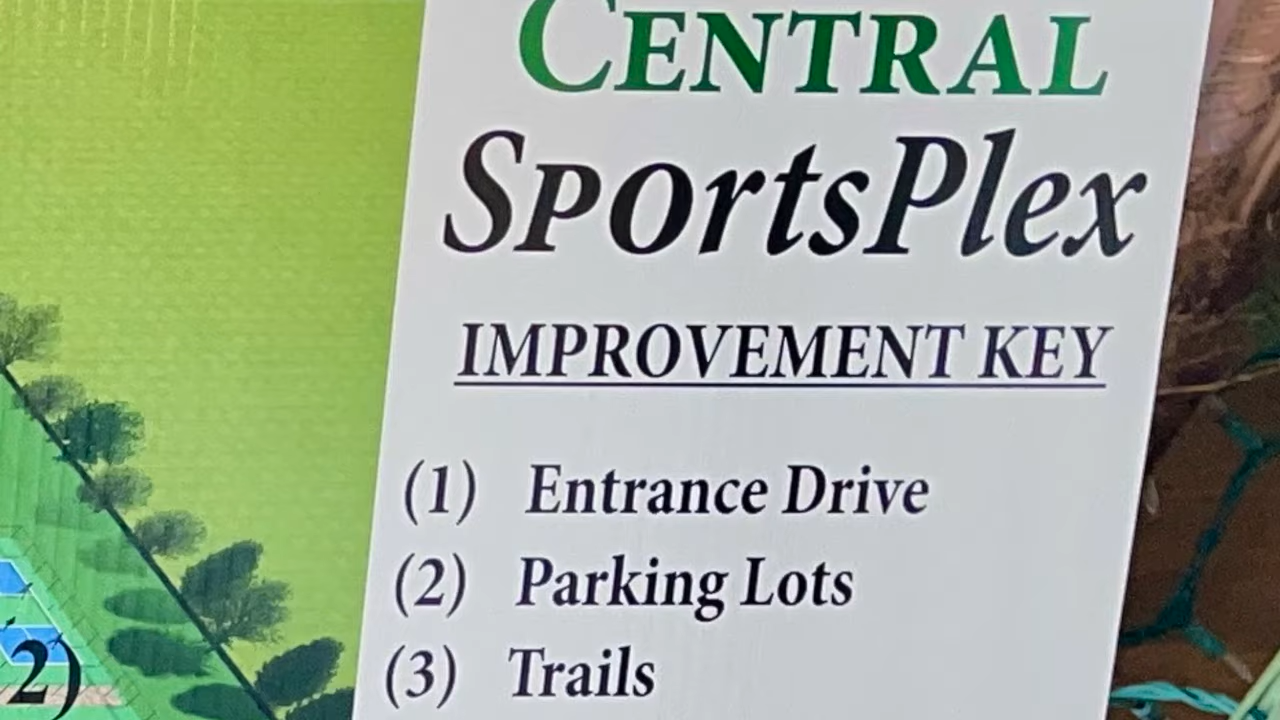 CENTRAL
SPORTSPlex
IMPROVEMENT KEY
(1) Entrance Drive
(2) Parking Lots
(3) Trails
2)